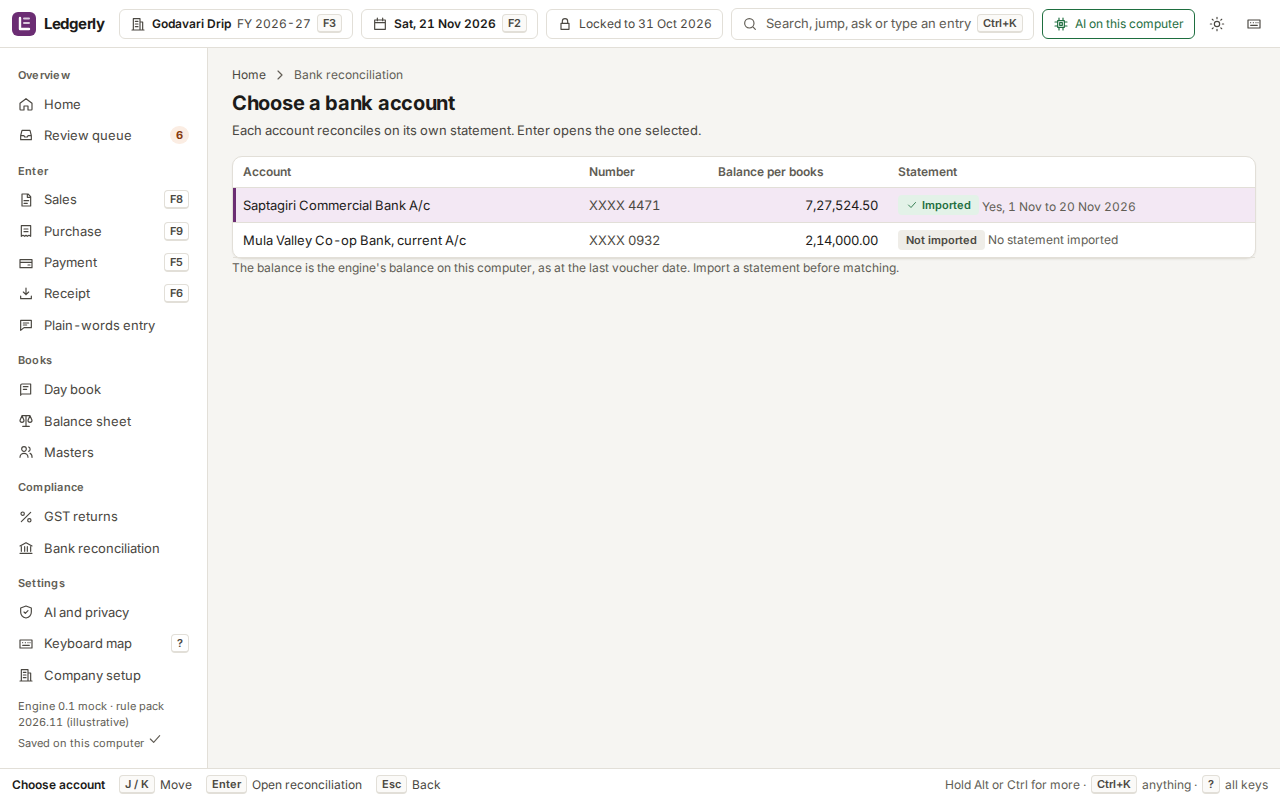 Ledgerly
Godavari Drip FY 2026-27 F3
Sat, 21 Nov 2026 F2
Locked to 31 Oct 2026
Search, jump, ask or type an entry Ctrl+K
AI on this computer
Overview
Home
Review queue 6
Enter
Sales F8
Purchase F9
Payment F5
Receipt F6
Plain-words entry
Books
Day book
Balance sheet
Masters
Compliance
GST returns
Bank reconciliation
Settings
AI and privacy
Keyboard map ?
Company setup
Engine 0.1 mock · rule pack
2026.11 (illustrative)
Saved on this computer
Home > Bank reconciliation
Choose a bank account
Each account reconciles on its own statement. Enter opens the one selected.
Account Number Balance per books Statement
Saptagiri Commercial Bank A/c XXXX 4471 7,27,524.50 Imported Yes, 1 Nov to 20 Nov 2026
Mula Valley Co-op Bank, current A/c XXXX 0932 2,14,000.00 Not imported No statement imported
The balance is the engine's balance on this computer, as at the last voucher date. Import a statement before matching.
Choose account J / K Move Enter Open reconciliation Esc Back
Hold Alt or Ctrl for more · Ctrl+K anything · ? all keys